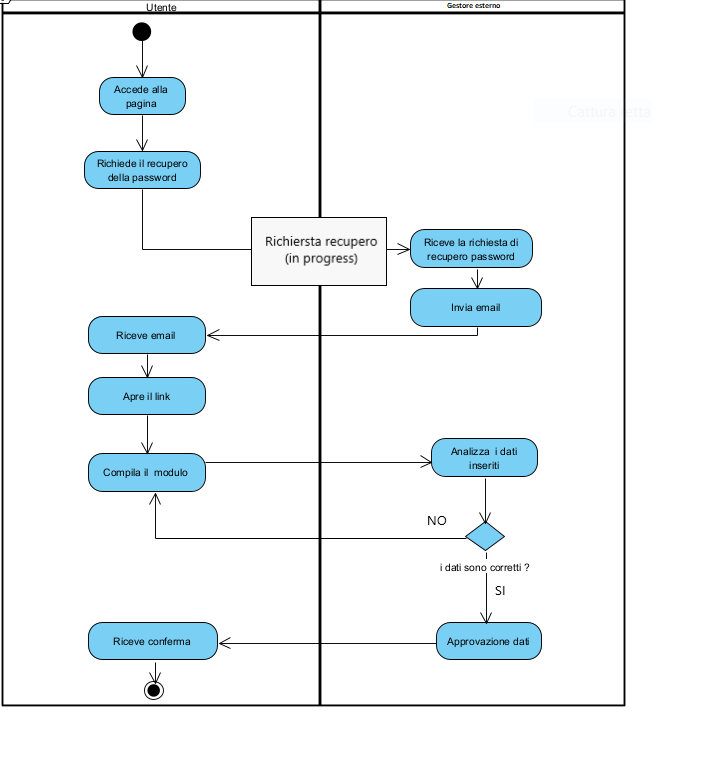 Utente
Gestore esterno
Accede alla
pagina
Cattura retta
Richiede il recupero
della password
Richiersta recupero
(in progress)
Riceve la richiesta di
recupero password
Invia email
Riceve email
Apre il link
Compila il modulo
Analizza i dati
inseriti
NO
i dati sono corretti ?
SI
Riceve conferma
Approvazione dati